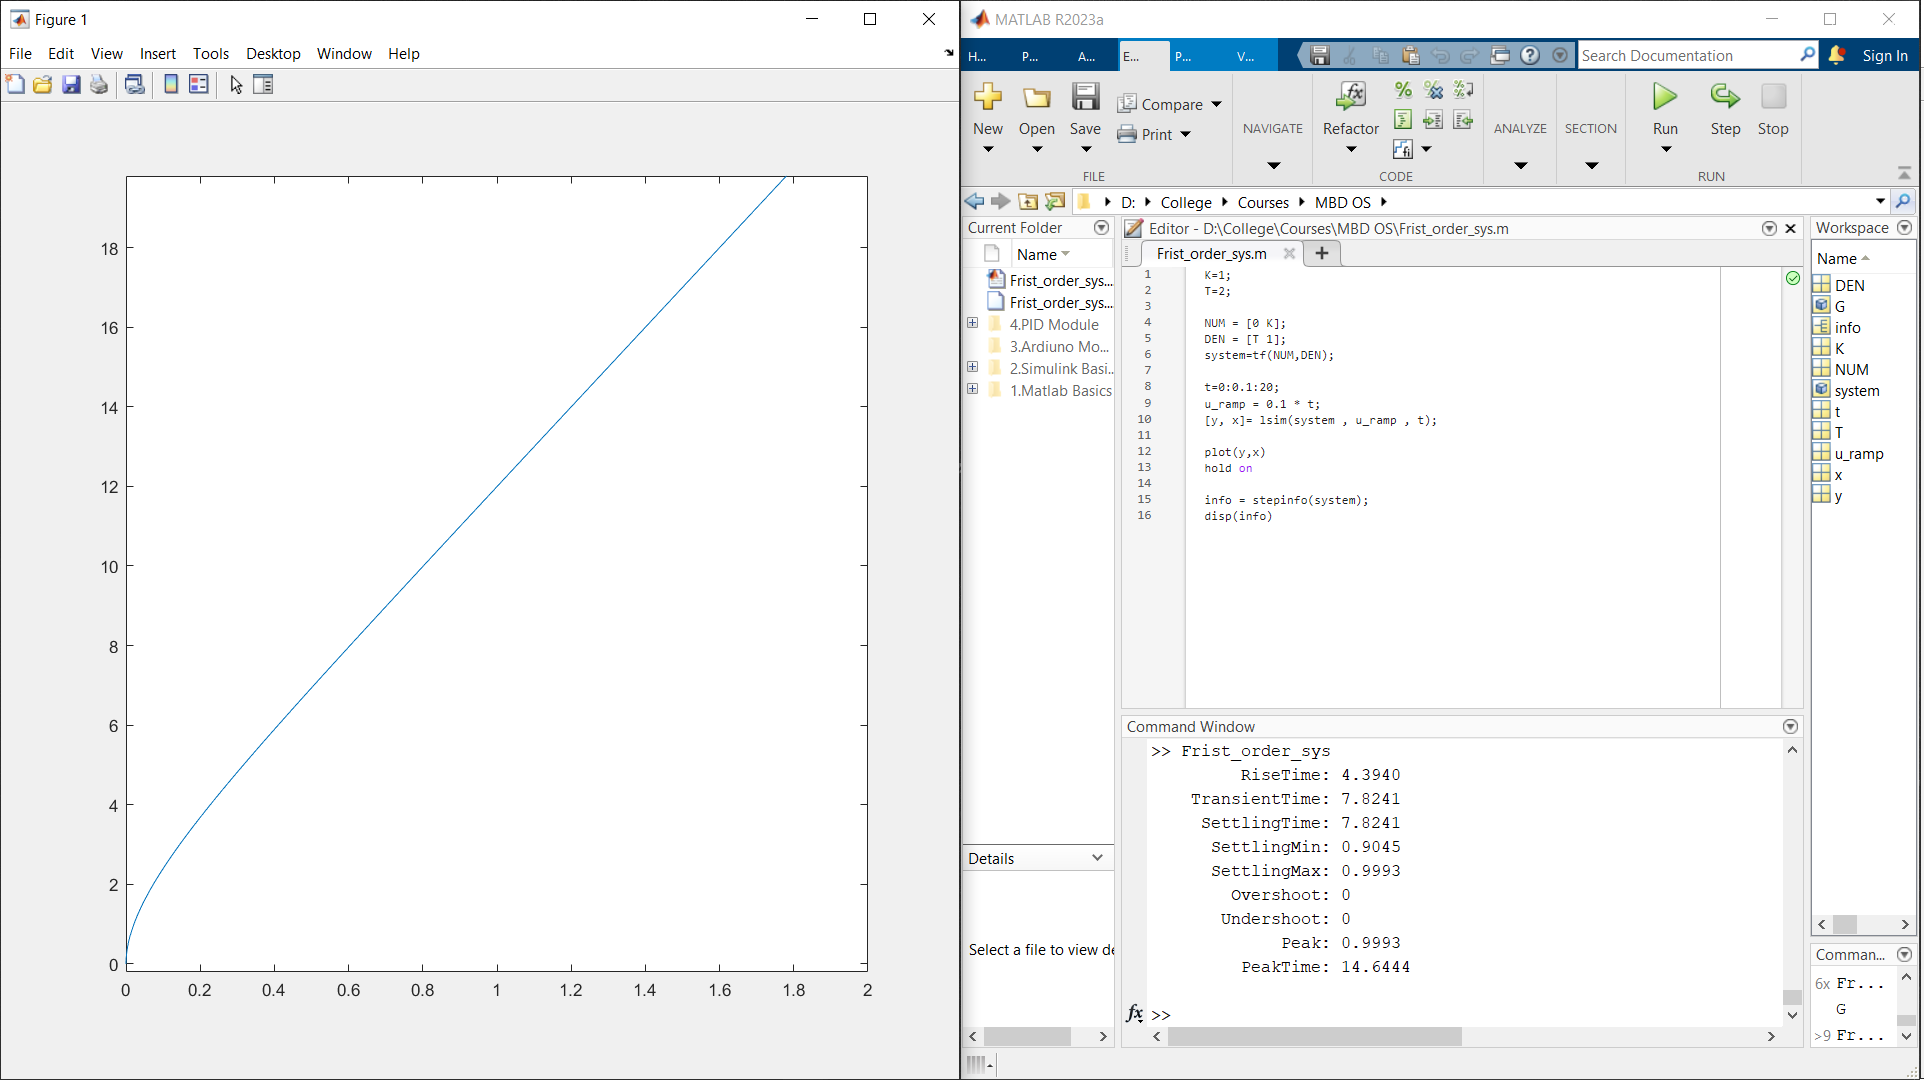 Figure 1
File Edit View Insert Tools Desktop Window Help
18
16
14
12
10
8
6
4
2
0
0 0.2 0.4 0.6 0.8 1 1.2 1.4 1.6 1.8 2
MATLAB R2023a
H... P... A... E... P... V... Search Documentation Sign In
New Open Save Compare Print
FILE
NAVIGATE
Refactor
CODE
ANALYZE
SECTION
Run Step Stop
RUN
D: College Courses MBD OS
Current Folder
Name
Frist_order_sys...
Frist_order_sys...
4.PID Module
3.Ardiuno Mo...
2.Simulink Basi...
1.Matlab Basics
Details
Select a file to view de
Editor - D:\College\Courses\MBD OS\Frist_order_sys.m
Frist_order_sys.m
1 K=1;
2 T=2;
3
4 NUM = [0 K];
5 DEN = [T 1];
6 system=tf(NUM,DEN);
7
8 t=0:0.1:20;
9 u_ramp = 0.1 * t;
10 [y, x]= lsim(system , u_ramp , t);
11
12 plot(y,x)
13 hold on
14
15 info = stepinfo(system);
16 disp(info)
Command Window
>> Frist_order_sys
RiseTime: 4.3940
TransientTime: 7.8241
SettlingTime: 7.8241
SettlingMin: 0.9045
SettlingMax: 0.9993
Overshoot: 0
Undershoot: 0
Peak: 0.9993
PeakTime: 14.6444
fx >>
Workspace
Name
DEN
G
info
K
NUM
system
t
T
u_ramp
x
y
Comman...
6x Fr...
G
>9 Fr...